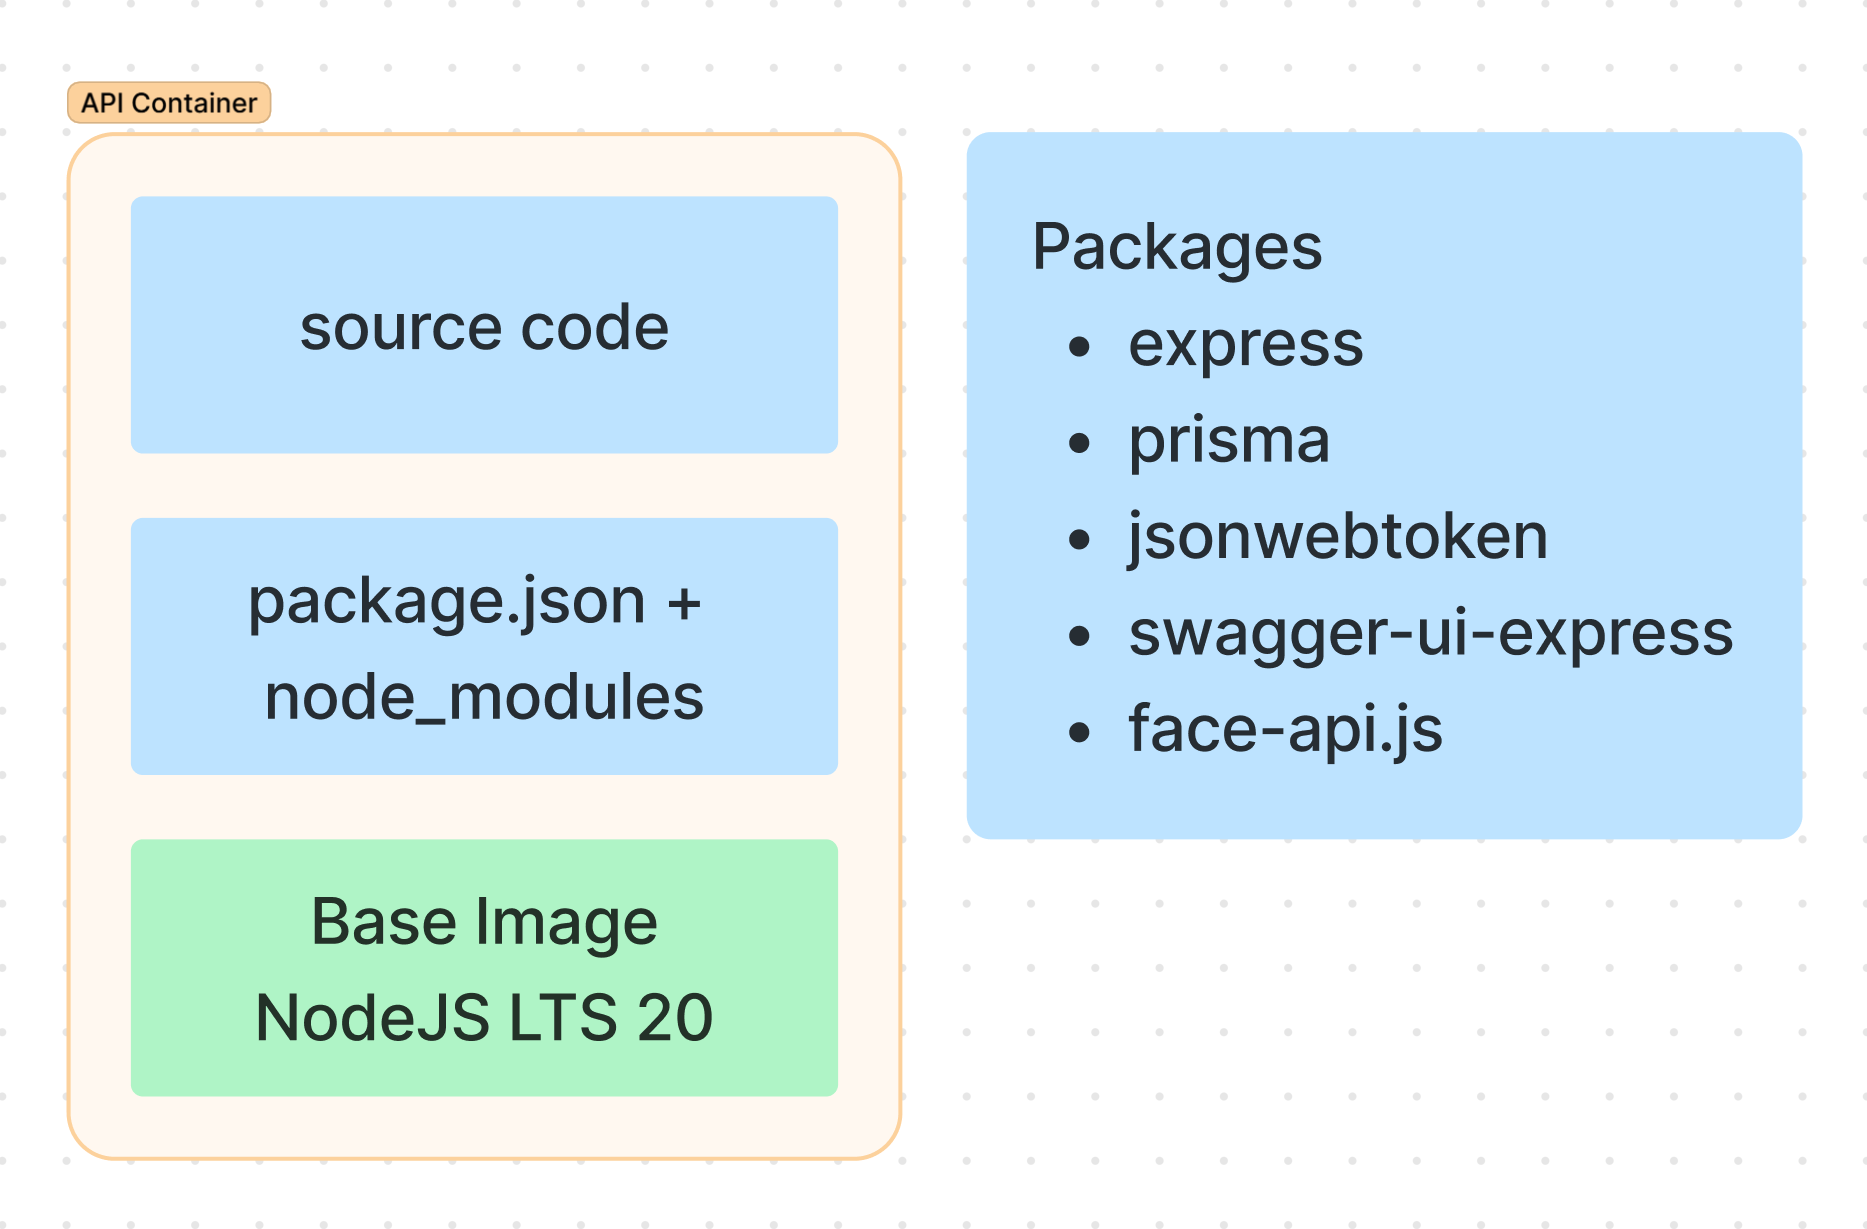 API Container
source code
package.json +
node_modules
Base Image
NodeJS LTS 20
Packages
• express
• prisma
• jsonwebtoken
• swagger-ui-express
• face-api.js